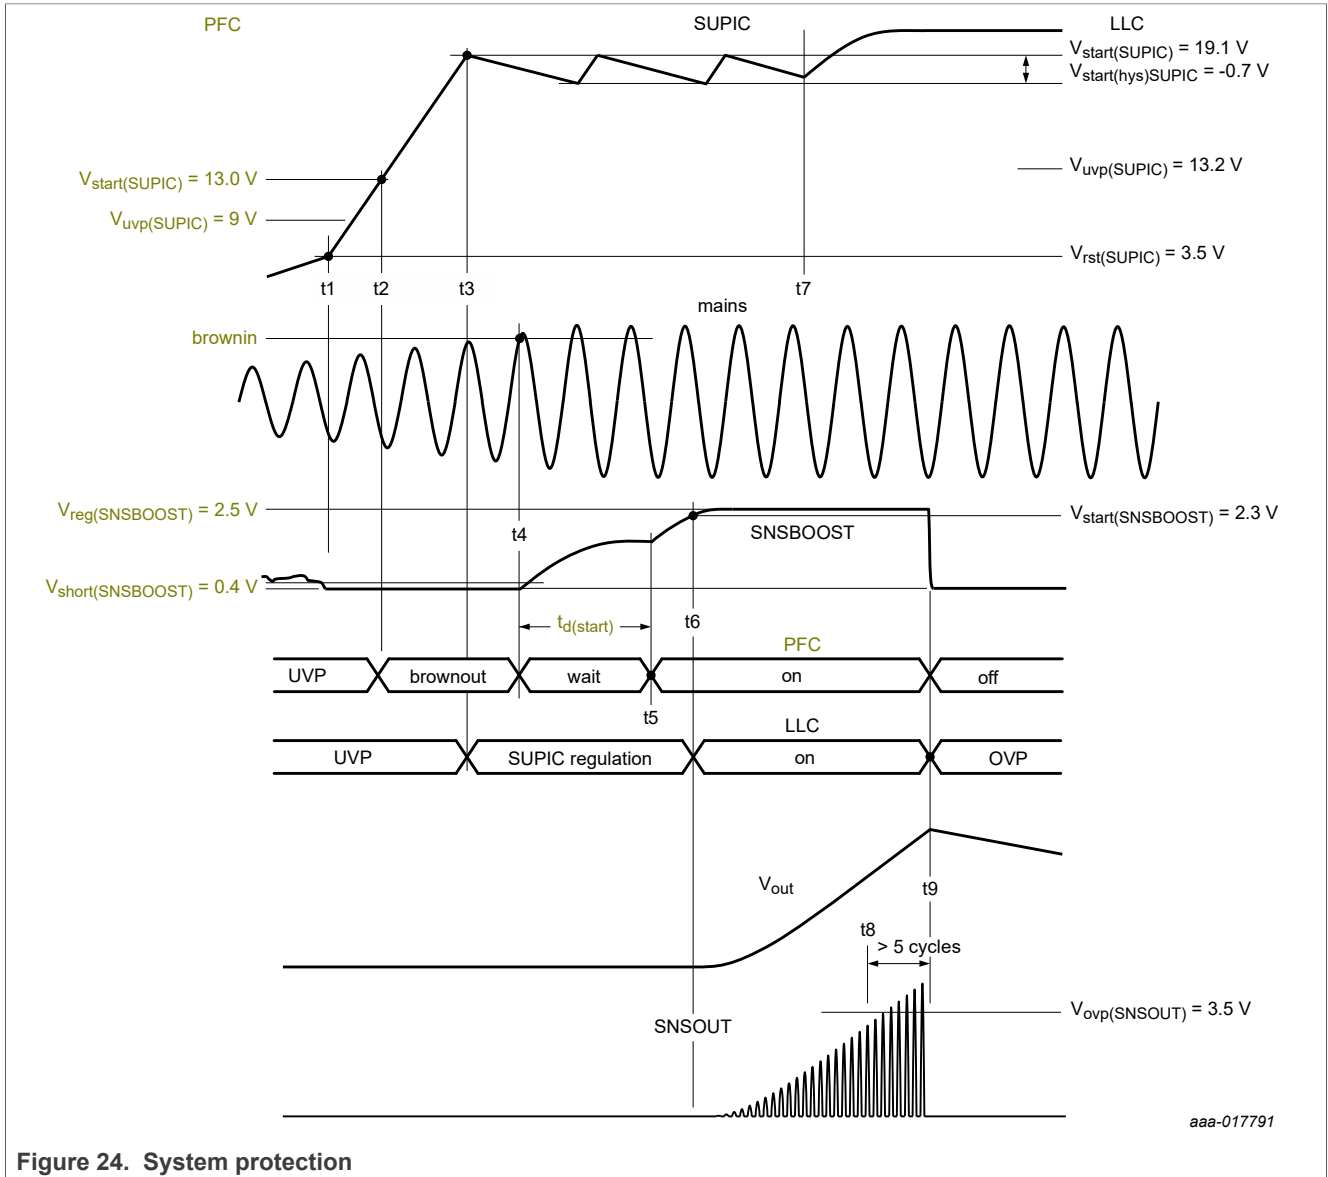 PFC
SUPIC
LLC
Vstart(SUPIC) = 19.1 V
Vstart(hys)SUPIC = -0.7 V
Vstart(SUPIC) = 13.0 V
Vuvp(SUPIC) = 13.2 V
Vuvp(SUPIC) = 9 V
Vrst(SUPIC) = 3.5 V
t1
t2
t3
t7
mains
brownin
Vreg(SNSBOOST) = 2.5 V
Vstart(SNSBOOST) = 2.3 V
t4
SNSBOOST
Vshort(SNSBOOST) = 0.4 V
td(start)
t6
PFC
UVP
brownout
wait
on
off
t5
LLC
UVP
SUPIC regulation
on
OVP
Vout
t9
t8
> 5 cycles
Vovp(SNSOUT) = 3.5 V
SNSOUT
aaa-017791
Figure 24. System protection